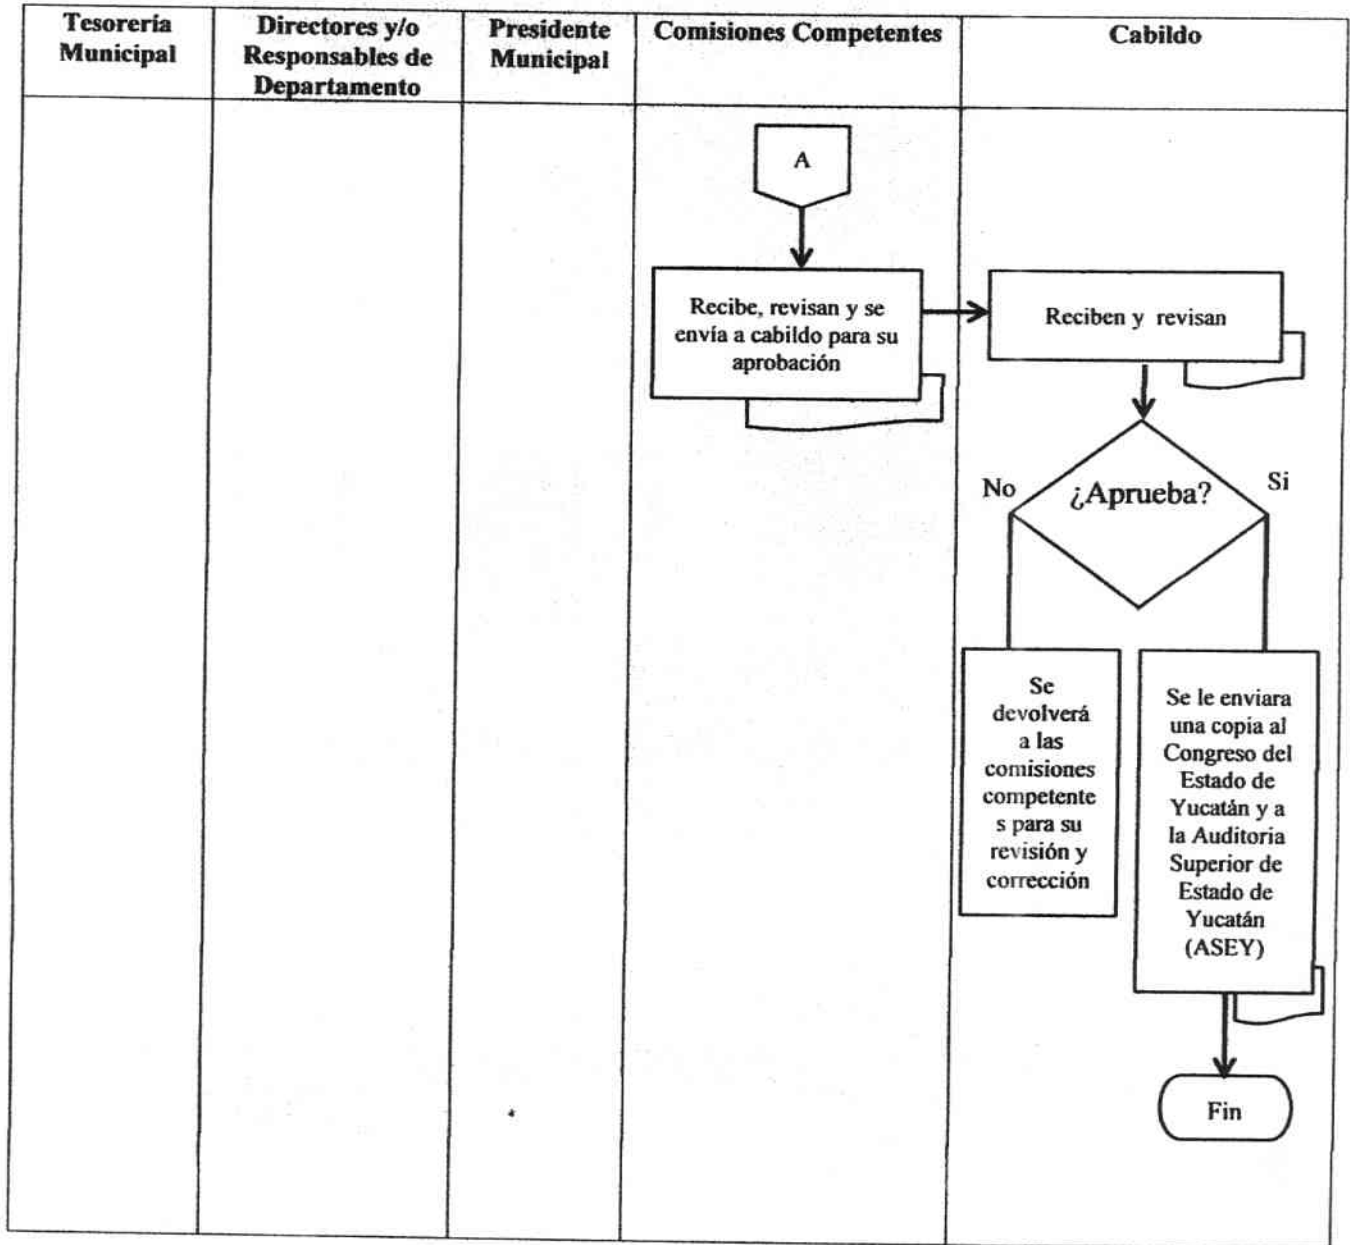 Tesorería
Municipal
Directores y/o
Responsables de
Departamento
Presidente
Municipal
Comisiones Competentes
Cabildo
A
Recibe, revisan y se
envía a cabildo para su
aprobación
Reciben y revisan
¿Aprueba?
No
Si
Se
devolverá
a las
comisiones
competente
s para su
revisión y
corrección
Se le enviara
una copia al
Congreso del
Estado de
Yucatán y a
la Auditoria
Superior de
Estado de
Yucatán
(ASEY)
Fin